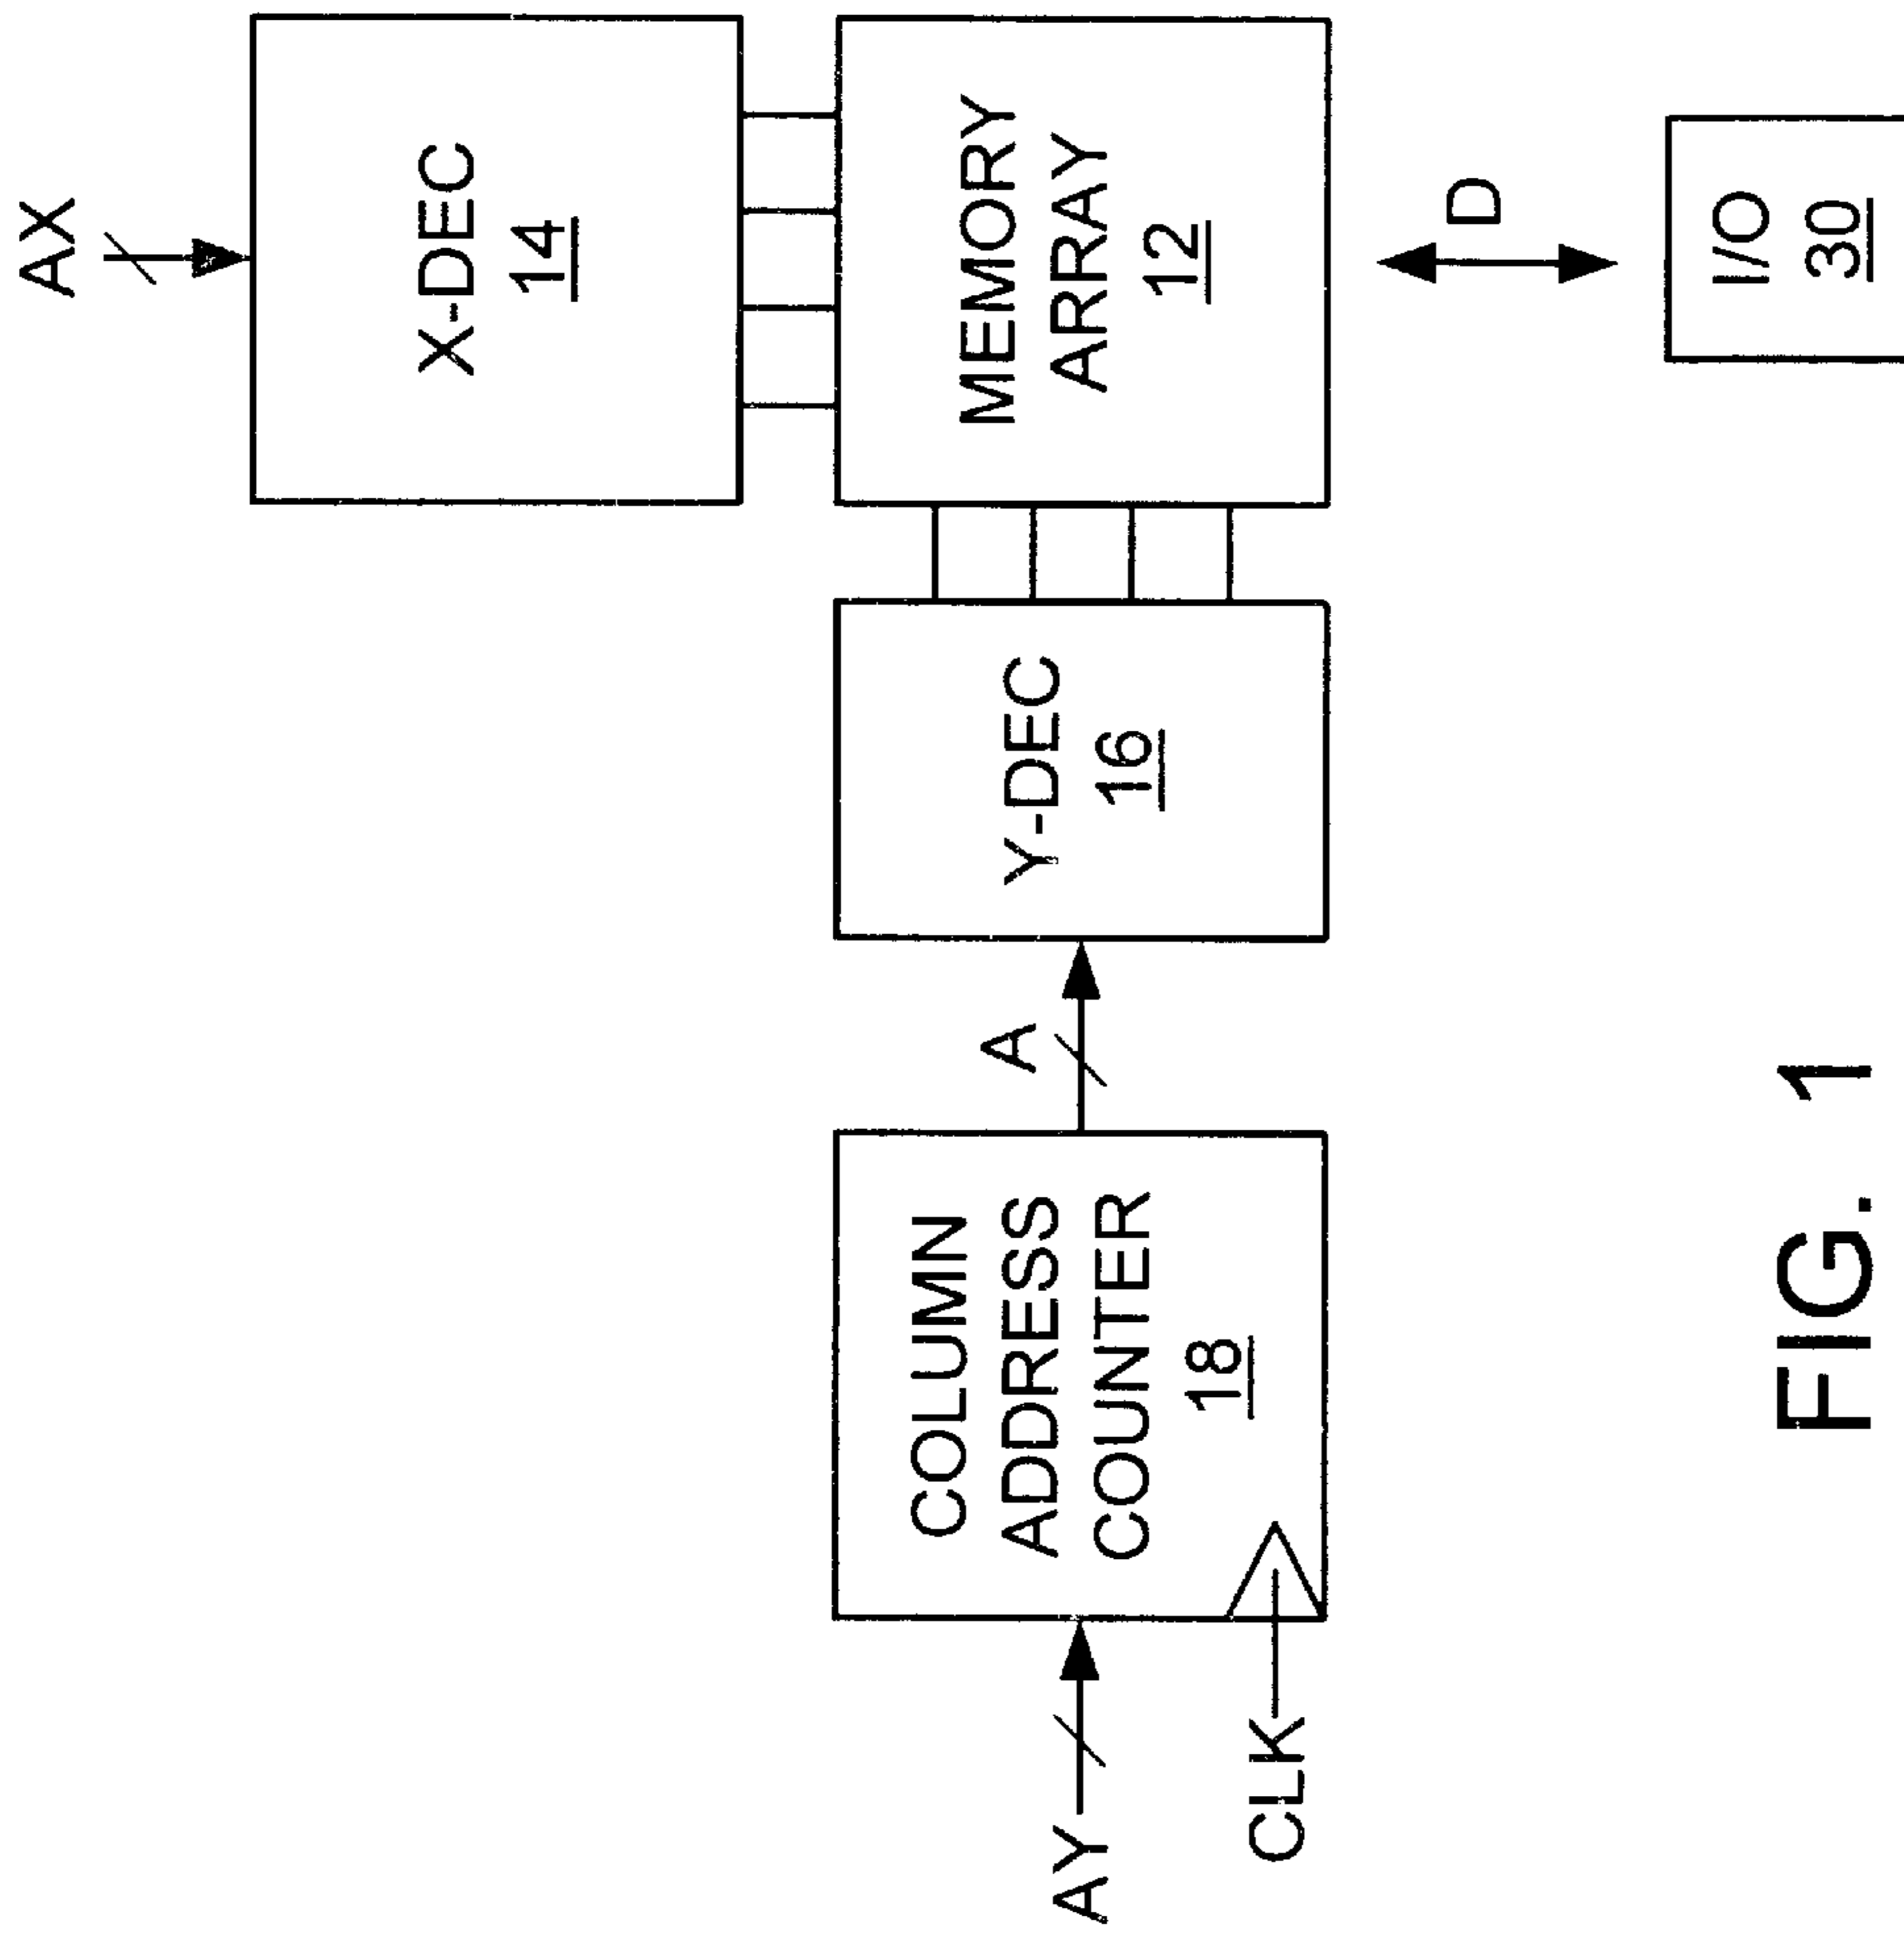 AX
X-DEC
14
MEMORY
ARRAY
12
D
I/O
30
Y-DEC
16
A
COLUMN
ADDRESS
COUNTER
18
AY
CLK
FIG. 1